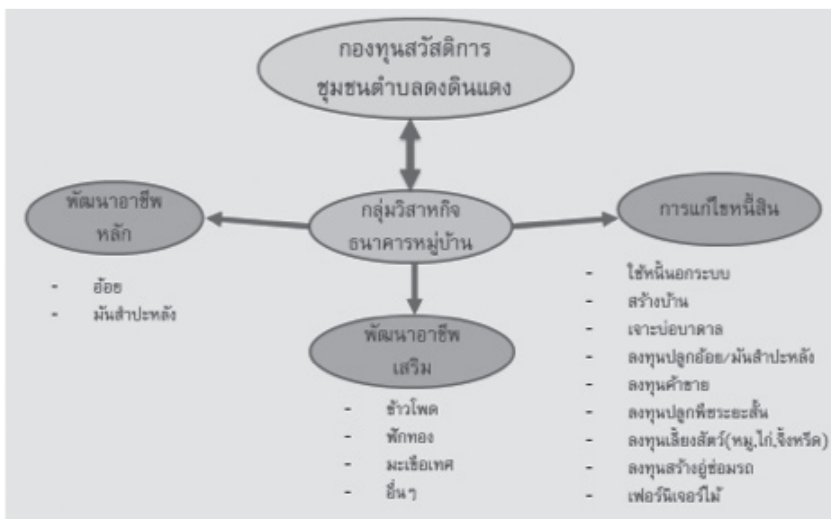 กองทุนสวัสดิการ
ชุมชนตำบลดงดินแดง
พัฒนาอาชีพ
หลัก
- อ้อย
- มันสำปะหลัง
กลุ่มวิสาหกิจ
ธนาคารหมู่บ้าน
พัฒนาอาชีพ
เสริม
- ข้าวโพด
- ฟักทอง
- มะเขือเทศ
- อื่นๆ
การแก้ไขหนี้สิน
- ใช้หนี้นอกระบบ
- สร้างบ้าน
- เจาะบ่อบาดาล
- ลงทุนปลูกอ้อย/มันสำปะหลัง
- ลงทุนค้าขาย
- ลงทุนปลูกพืชระยะสั้น
- ลงทุนเลี้ยงสัตว์(หมู,ไก่,จิ้งหรีด)
- ลงทุนสร้างอู่ซ่อมรถ
- เฟอร์นิเจอร์ไม้